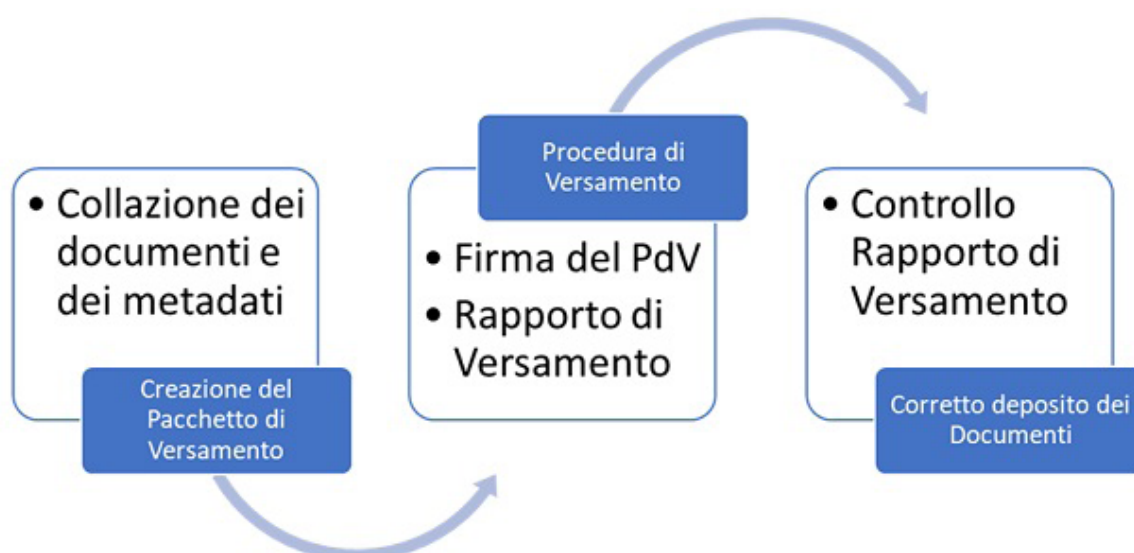 • Collazione dei
documenti e
dei metadati
Creazione del
Pacchetto di
Versamento
Procedura di
Versamento
• Firma del PdV
• Rapporto di
Versamento
• Controllo
Rapporto di
Versamento
Corretto deposito dei
Documenti